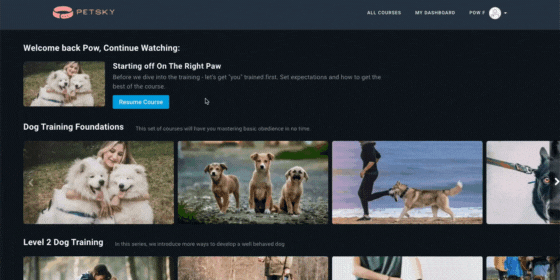 PETSKY
ALL COURSES
MY DASHBOARD
POW F
Welcome back Pow, Continue Watching:
Starting off On The Right Paw
Before we dive into the training - let's get "you" trained first. Set expectations and how to get the
best of the course.
Resume Course
Dog Training Foundations
This set of courses will have you mastering basic obedience in no time.
Level 2 Dog Training
In this series, we introduce more ways to develop a well behaved dog